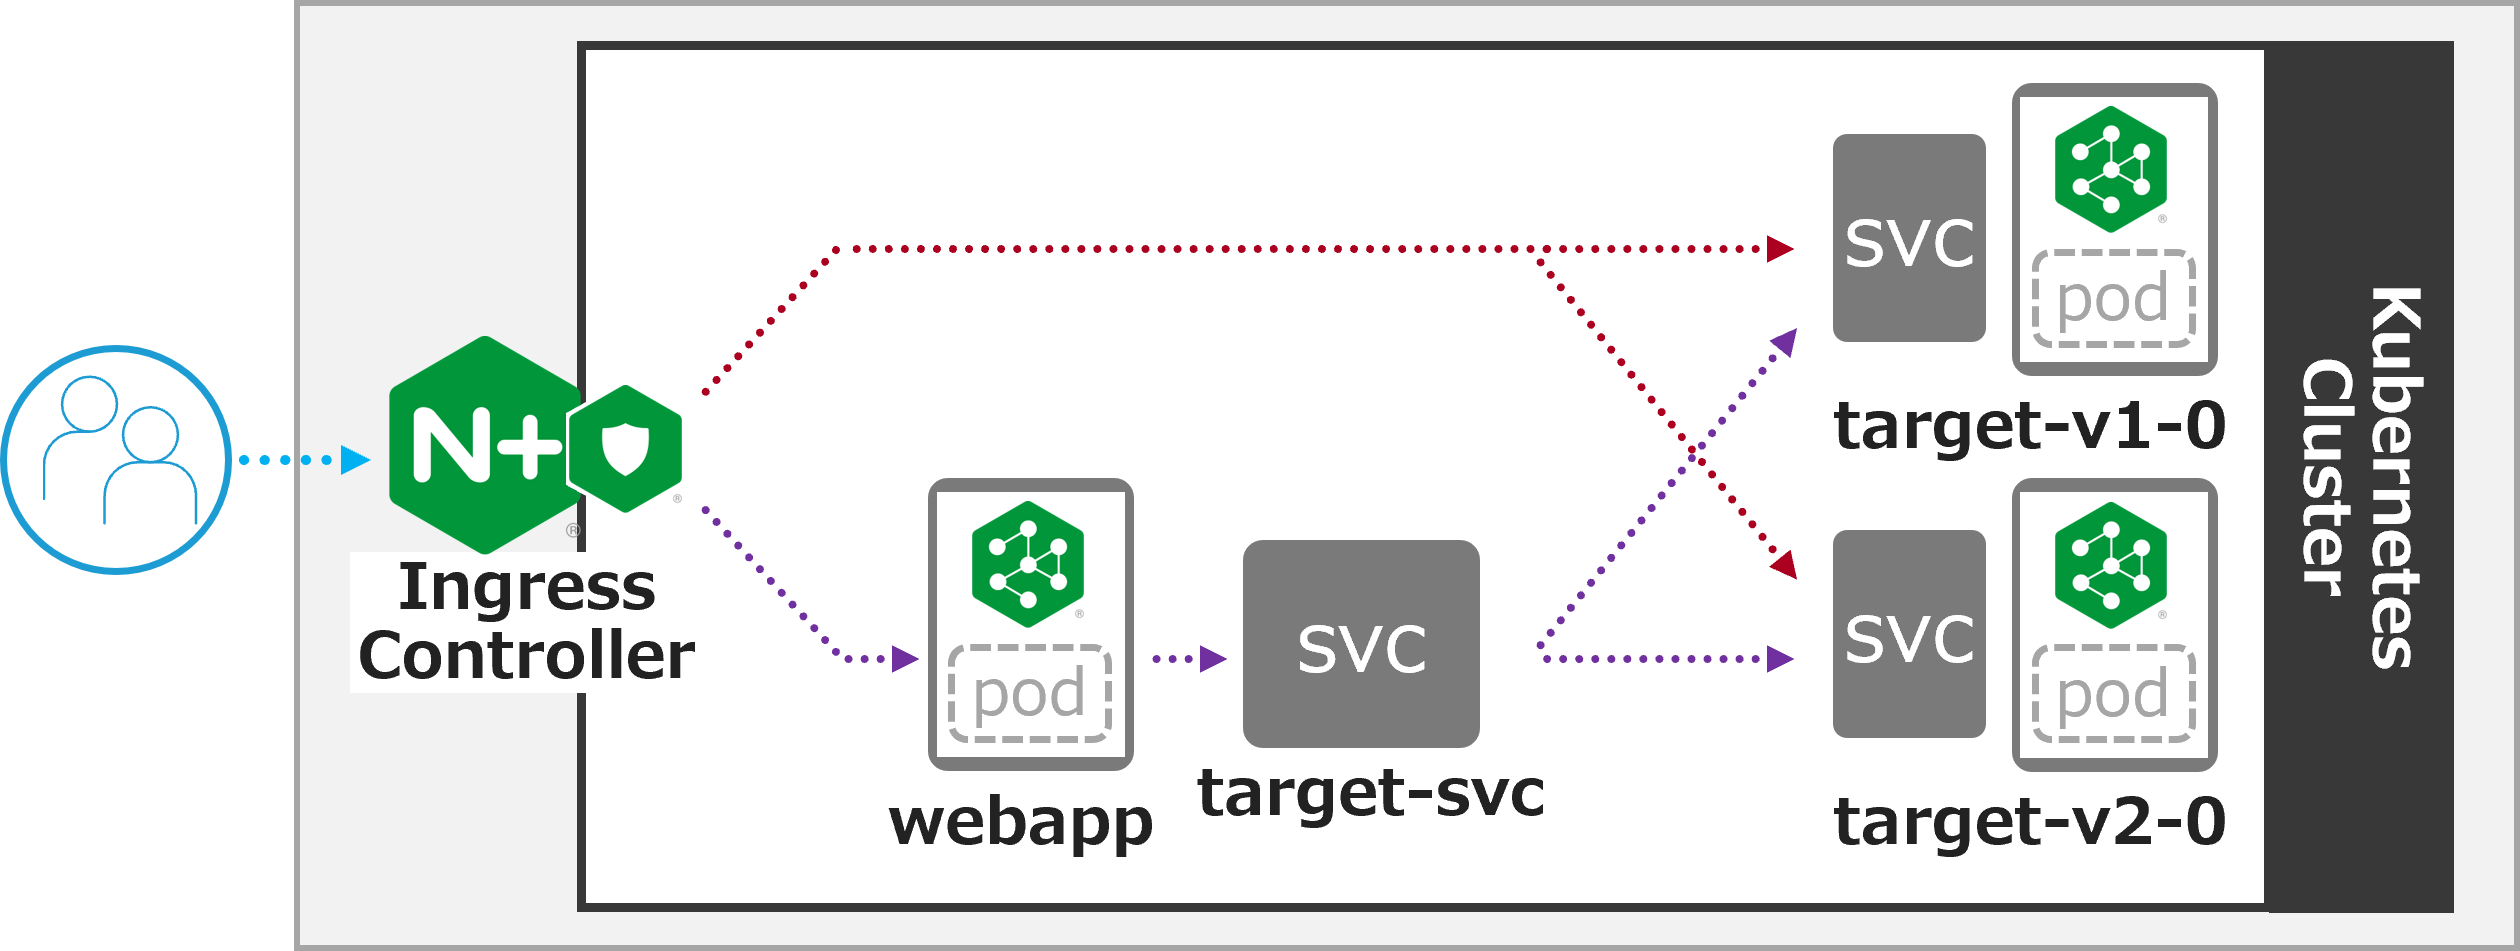 N+
®
®
Ingress
Controller
®
pod
webapp
svc
target-svc
svc
®
pod
target-v1-0
svc
®
pod
target-v2-0
Kubernetes
Cluster